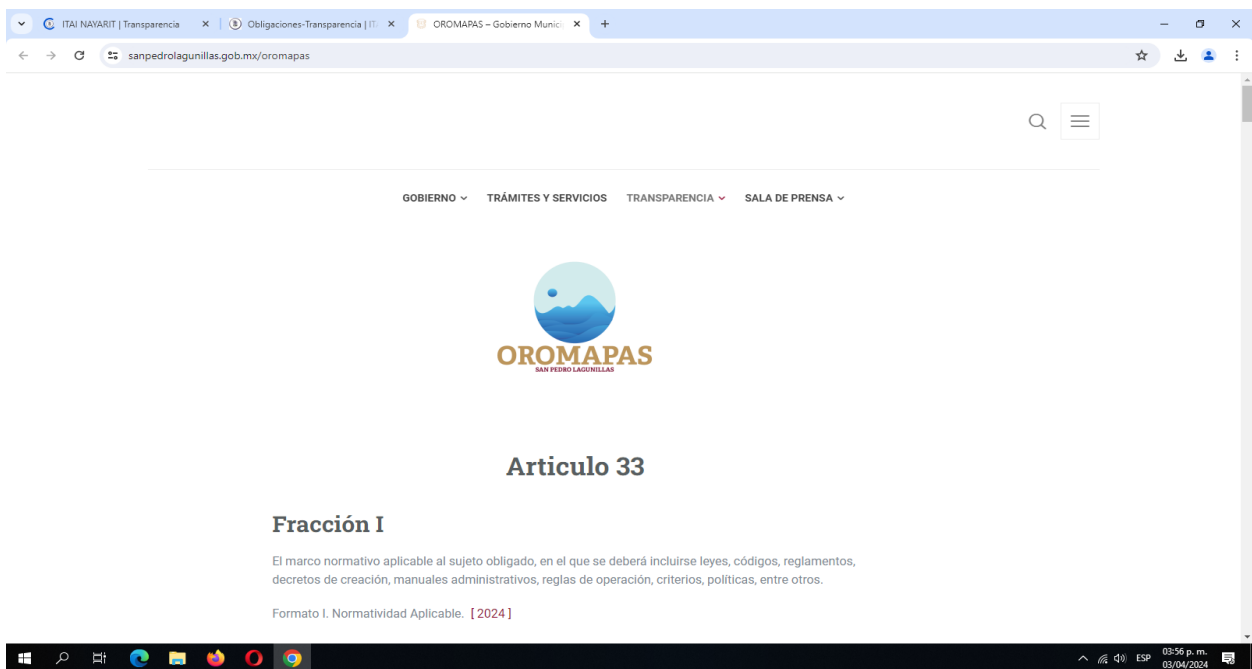 ITAI NAYARIT | Transparencia
Obligaciones-Transparencia | IT
OROMAPAS – Gobierno Munici
sanpedrolagunillas.gob.mx/oromapas
GOBIERNO TRÁMITES Y SERVICIOS TRANSPARENCIA SALA DE PRENSA
OROMAPAS
SAN PEDRO LAGUNILLAS
Articulo 33
Fracción I
El marco normativo aplicable al sujeto obligado, en el que se deberá incluirse leyes, códigos, reglamentos,
decretos de creación, manuales administrativos, reglas de operación, criterios, políticas, entre otros.
Formato I. Normatividad Aplicable. [ 2024 ]
ESP
03:56 p. m.
03/04/2024